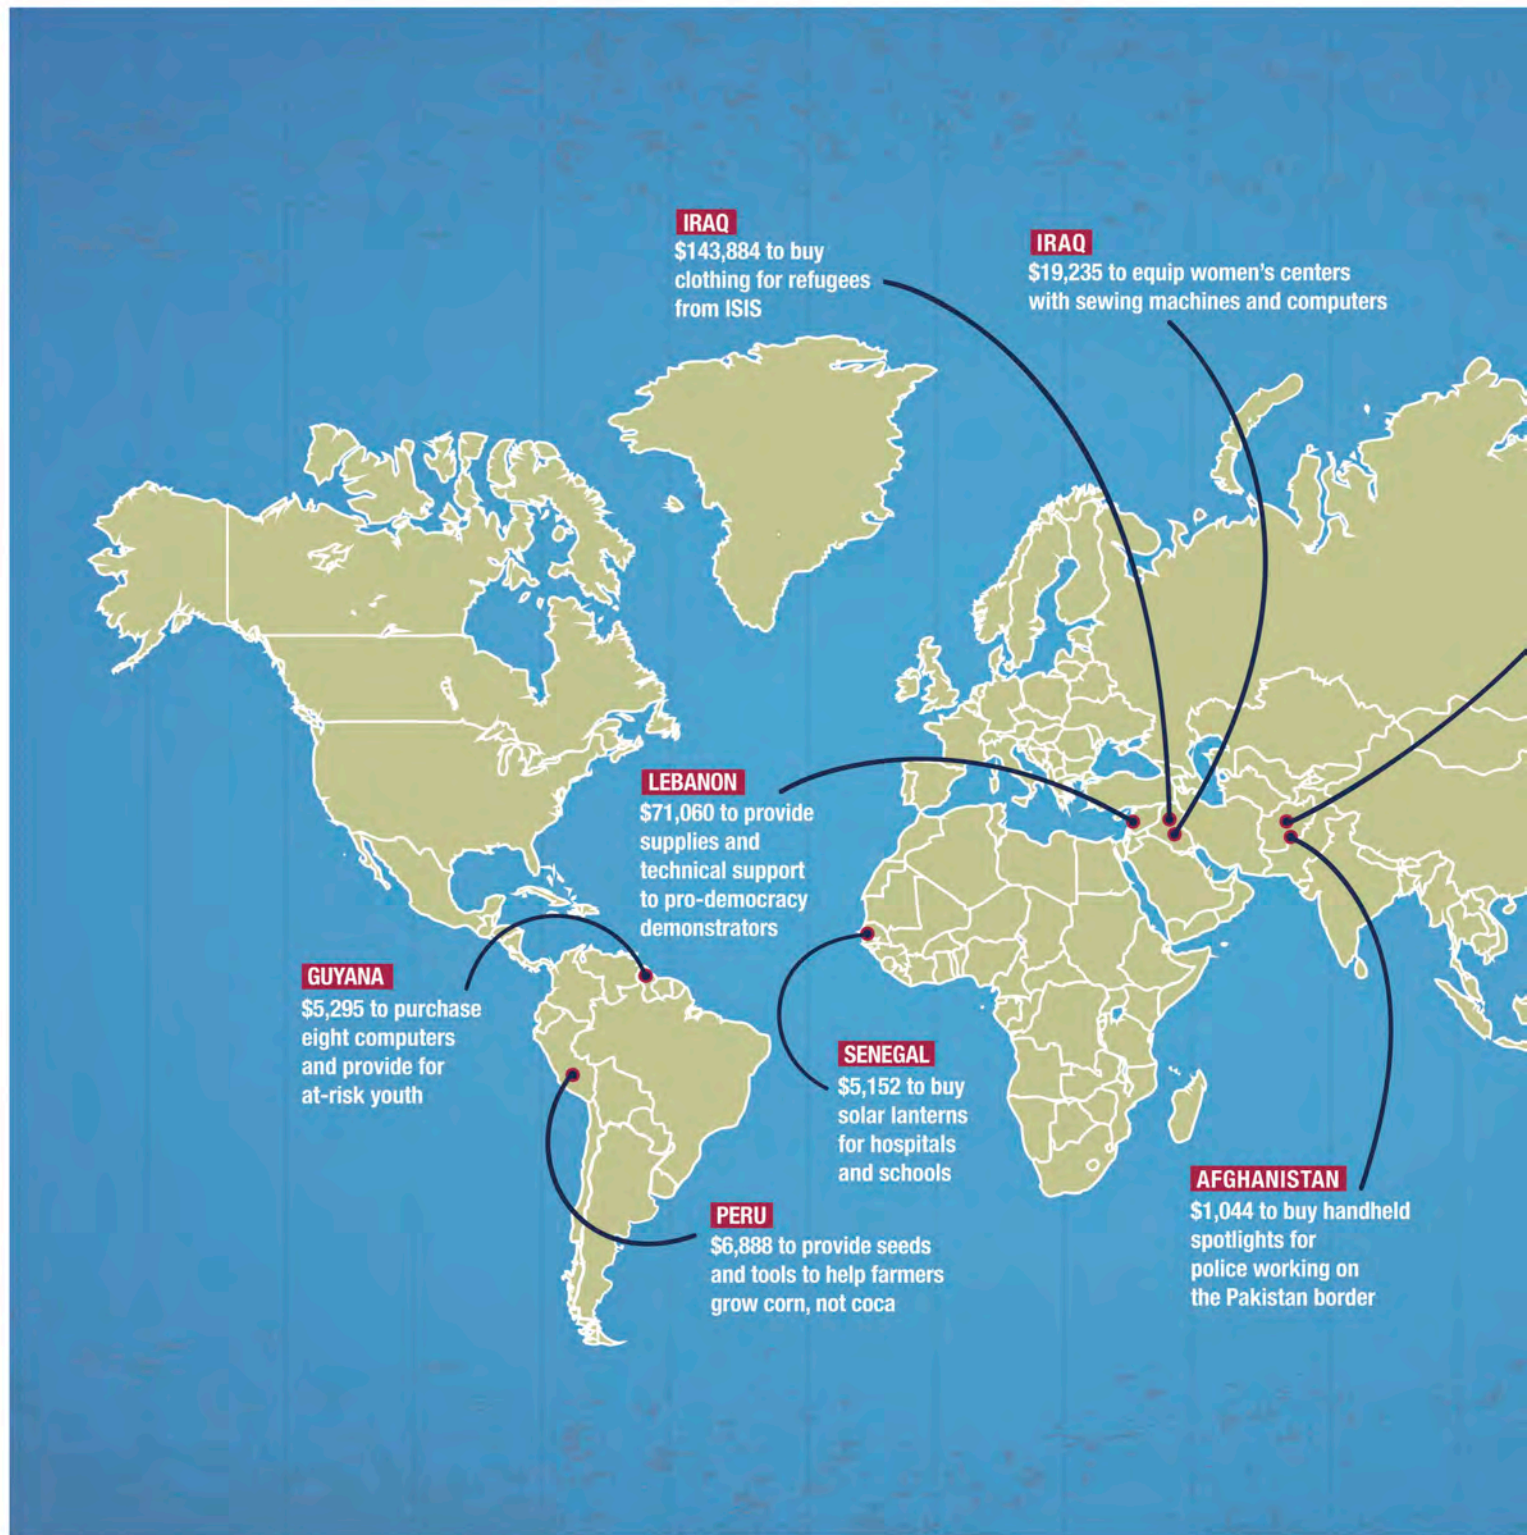 IRAQ
$143,884 to buy
clothing for refugees
from ISIS
IRAQ
$19,235 to equip women's centers
with sewing machines and computers
LEBANON
$71,060 to provide
supplies and
technical support
to pro-democracy
demonstrators
GUYANA
$5,295 to purchase
eight computers
and provide for
at-risk youth
SENEGAL
$5,152 to buy
solar lanterns
for hospitals
and schools
PERU
$6,888 to provide seeds
and tools to help farmers
grow corn, not coca
AFGHANISTAN
$1,044 to buy handheld
spotlights for
police working on
the Pakistan border